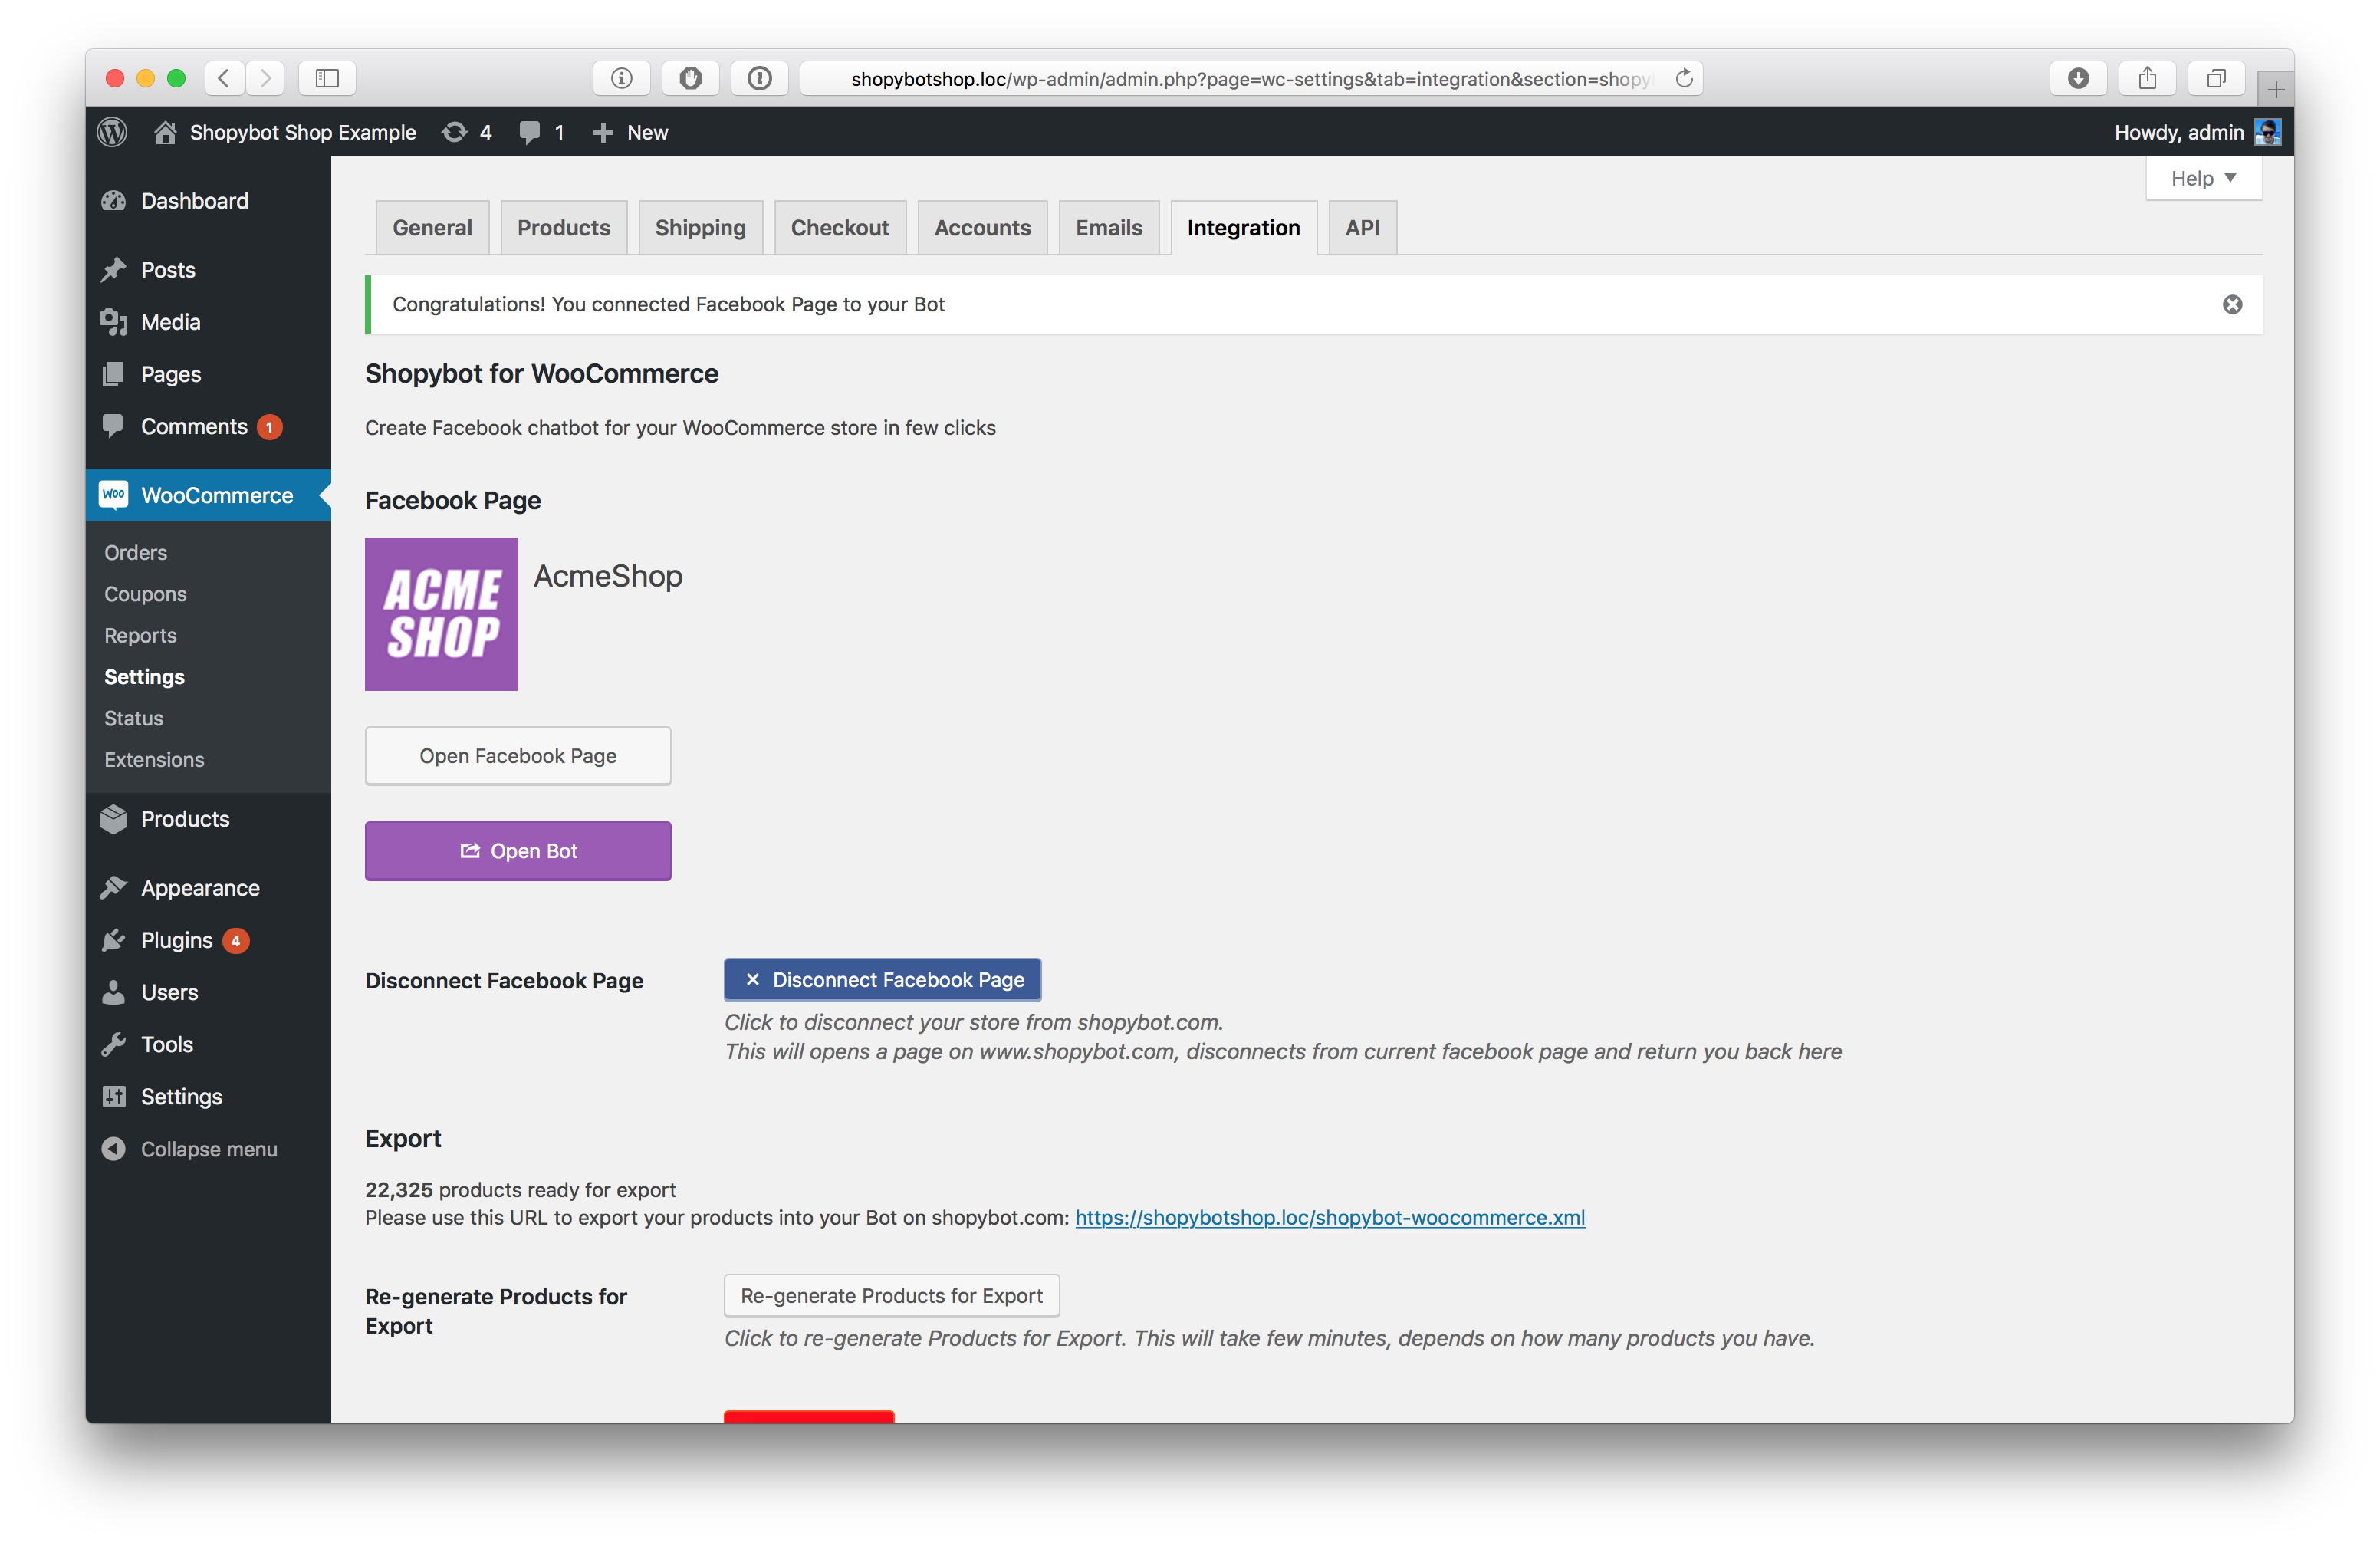 shopybotshop.loc/wp-admin/admin.php?page=wc-settings&tab=integration&section=shopy
Shopybot Shop Example 4 1 New Howdy, admin
Help
Dashboard
Posts
Media
Pages
Comments 1
WooCommerce
Orders
Coupons
Reports
Settings
Status
Extensions
Products
Appearance
Plugins 4
Users
Tools
Settings
Collapse menu
General Products Shipping Checkout Accounts Emails Integration API
Congratulations! You connected Facebook Page to your Bot
Shopybot for WooCommerce
Create Facebook chatbot for your WooCommerce store in few clicks
Facebook Page
ACME
SHOP
AcmeShop
Open Facebook Page
Open Bot
Disconnect Facebook Page
Disconnect Facebook Page
Click to disconnect your store from shopybot.com.
This will opens a page on www.shopybot.com, disconnects from current facebook page and return you back here
Export
22,325 products ready for export
Please use this URL to export your products into your Bot on shopybot.com: https://shopybotshop.loc/shopybot-woocommerce.xml
Re-generate Products for
Export
Re-generate Products for Export
Click to re-generate Products for Export. This will take few minutes, depends on how many products you have.